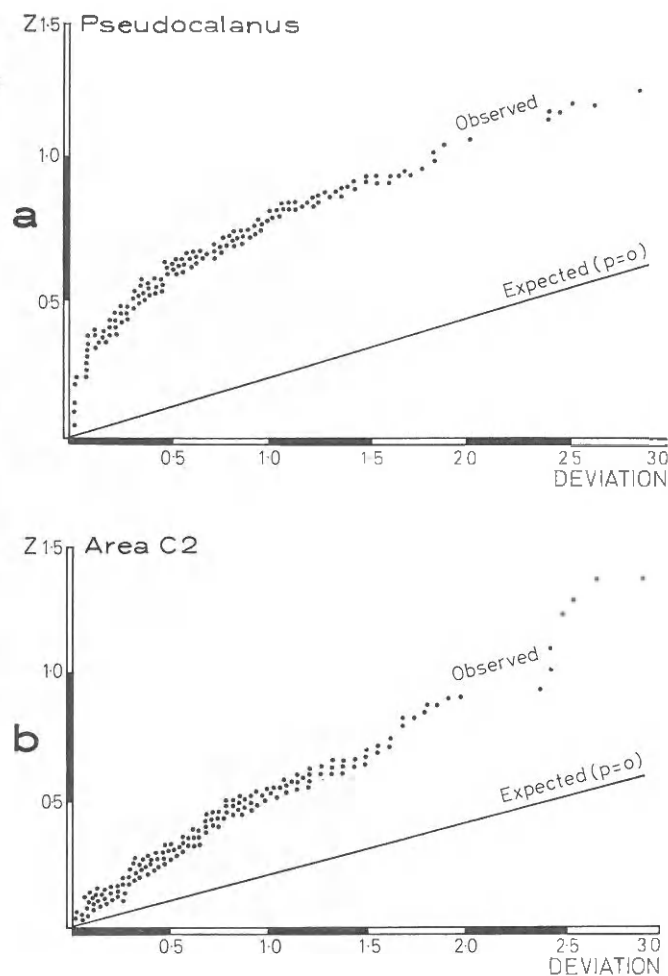 Z 1·5 Pseudocalanus
Observed
1·0
a
Expected (p=o)
0·5
0·5 1·0 1·5 2·0 2·5 3·0
DEVIATION
Z 1·5 Area C2
Observed
1·0
b
Expected (p=o)
0·5
0·5 1·0 1·5 2·0 2·5 3·0
DEVIATION